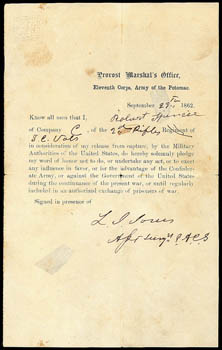 Provost Marshal's Office,
Eleventh Corps, Army of the Potomac.
September 27th 1862.
Know all men that I, Robert
of Company C, of the 2nd Rifles Regiment of
S. C. Vols
in consideration of my release from capture, by the Military
Authorities of the United States, do hereby solemnly pledge
my word of honor not to do, or undertake any act, or to exert
any influence in favor, or for the advantage of the Confeder-
ate Army, or against the Government of the United States
during the continuance of the present war, or until regularly
included in an authorized exchange of prisoners of war.
Signed in presence of